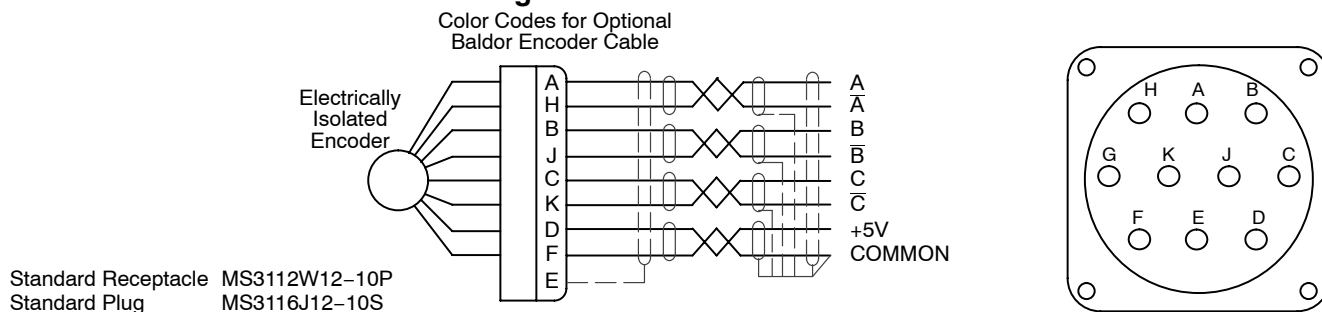 Color Codes for Optional
Baldor Encoder Cable
Electrically
Isolated
Encoder
A
H
B
J
C
K
D
F
E
A
A̅
B
B̅
C
C̅
+5V
COMMON
Standard Receptacle MS3112W12–10P
Standard Plug MS3116J12–10S
H A B
G K J C
F E D